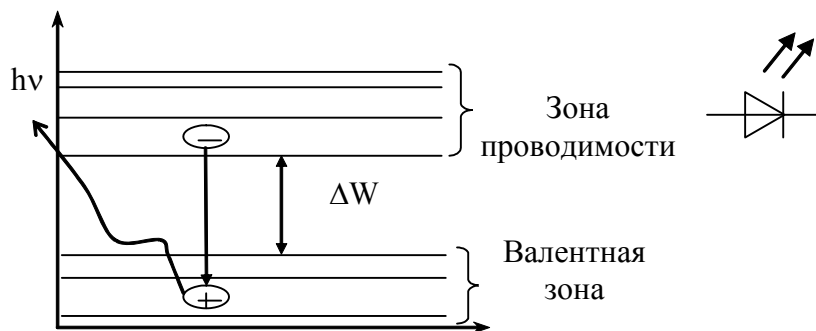 hν
Зона
проводимости
ΔW
Валентная
зона